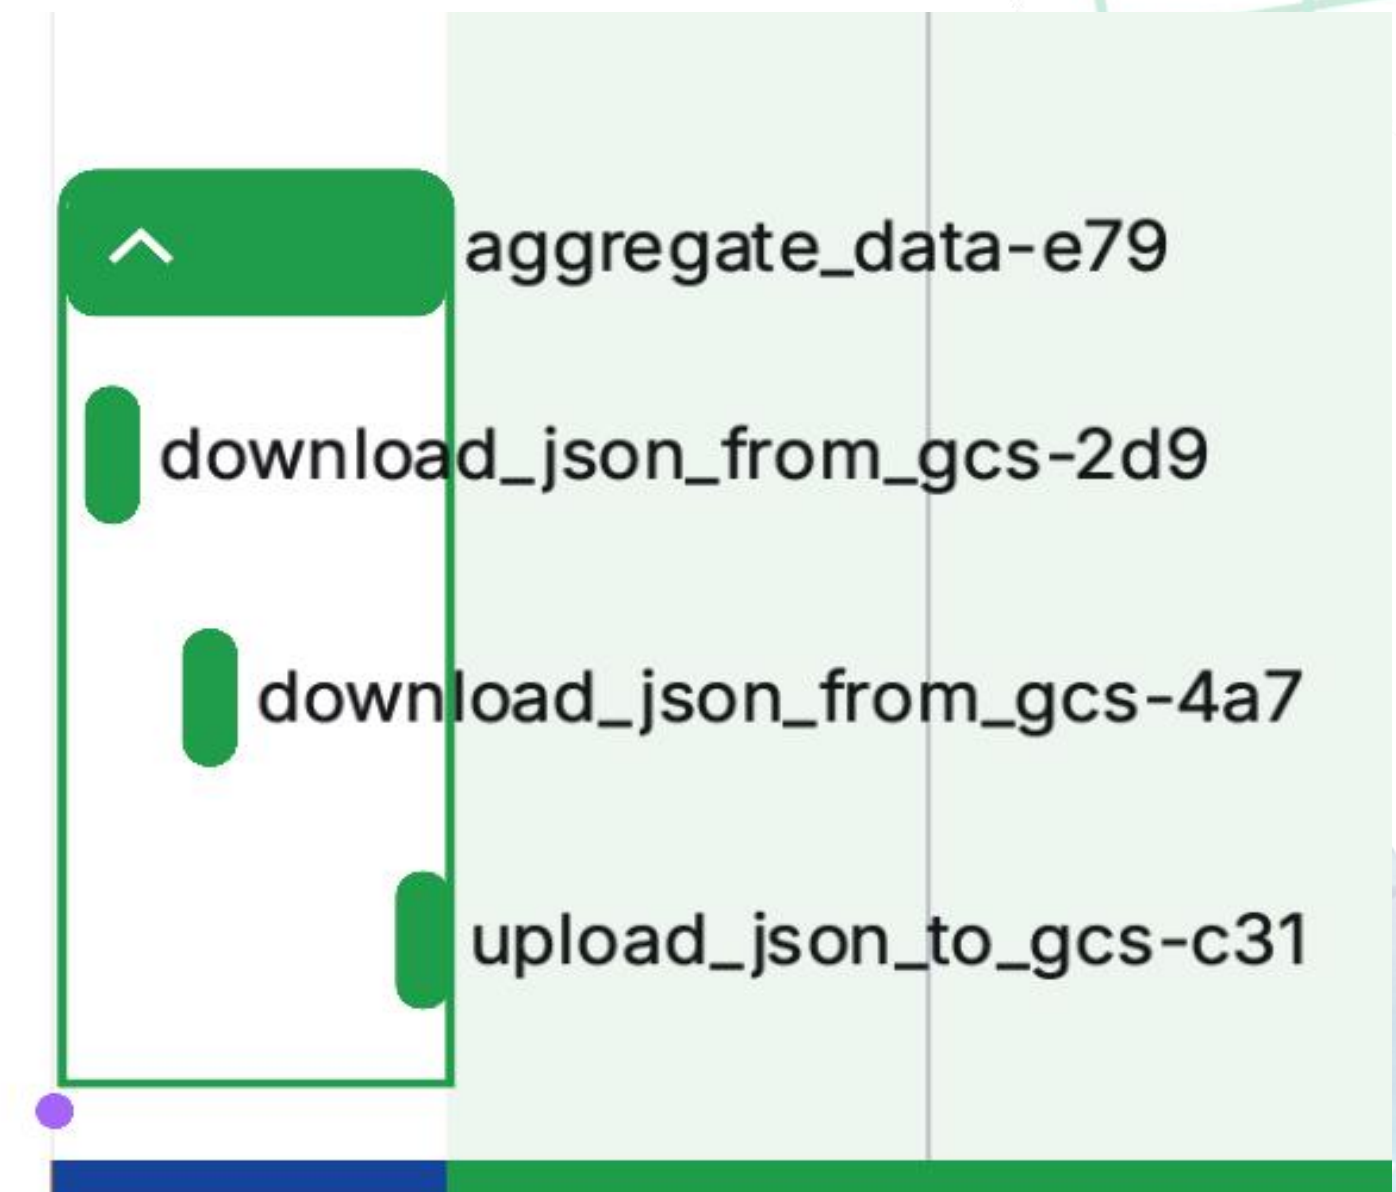 aggregate_data-e79
download_json_from_gcs-2d9
download_json_from_gcs-4a7
upload_json_to_gcs-c31